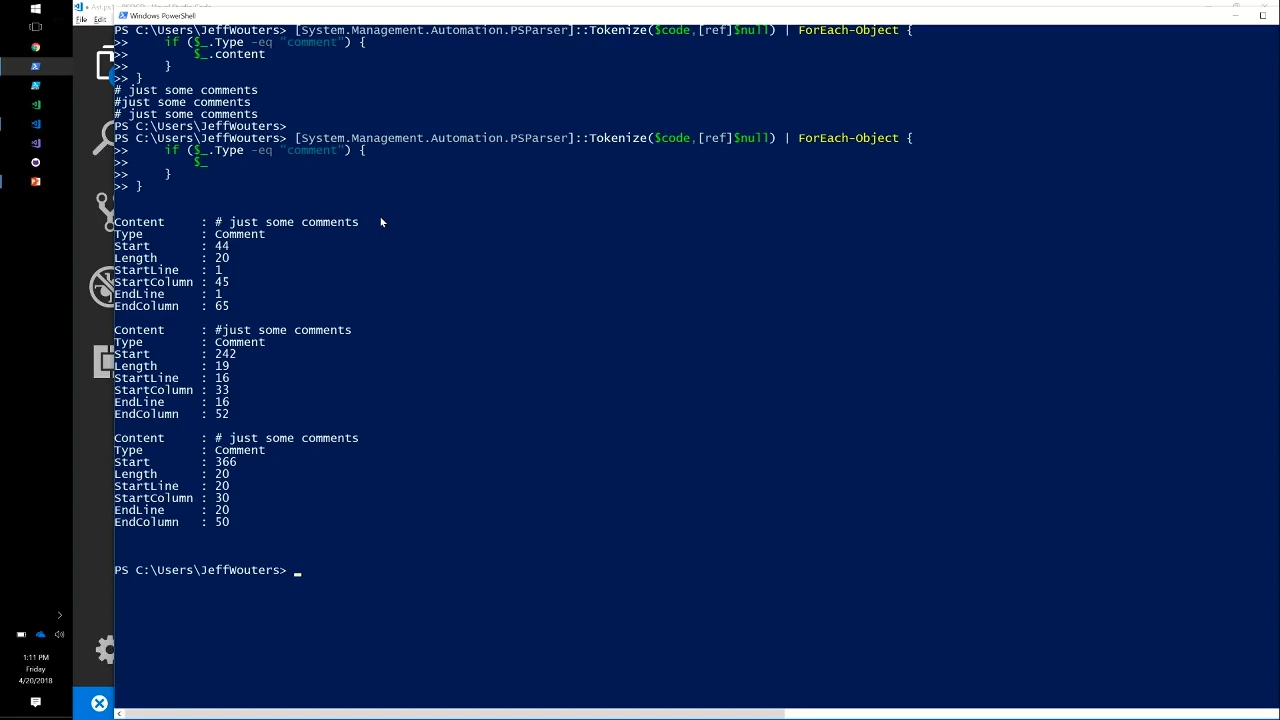 Ast.ps1
File Edit
Windows PowerShell
PS C:\Users\JeffWouters> [System.Management.Automation.PSParser]::Tokenize($code,[ref]$null) | ForEach-Object {
>>     if ($_.Type -eq "comment") {
>>         $_.content
>>     }
>> }
# just some comments
#just some comments
# just some comments
PS C:\Users\JeffWouters>
PS C:\Users\JeffWouters> [System.Management.Automation.PSParser]::Tokenize($code,[ref]$null) | ForEach-Object {
>>     if ($_.Type -eq "comment") {
>>         $_
>>     }
>> }
Content     : # just some comments
Type        : Comment
Start       : 44
Length      : 20
StartLine   : 1
StartColumn : 45
EndLine     : 1
EndColumn   : 65
Content     : #just some comments
Type        : Comment
Start       : 242
Length      : 19
StartLine   : 16
StartColumn : 33
EndLine     : 16
EndColumn   : 52
Content     : # just some comments
Type        : Comment
Start       : 366
Length      : 20
StartLine   : 20
StartColumn : 30
EndLine     : 20
EndColumn   : 50
PS C:\Users\JeffWouters> _
1:11 PM
Friday
4/20/2018